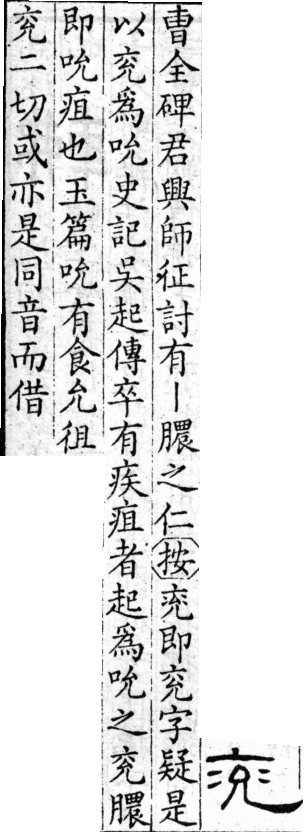 兖
曹全碑君興師征討有丨膿之仁按兖即兖字疑是
以兖爲吮史記吳起傳卒有疾疽者起爲吮之兖膿
即吮疽也玉篇吮有食允徂
兖二切或亦是同音而借